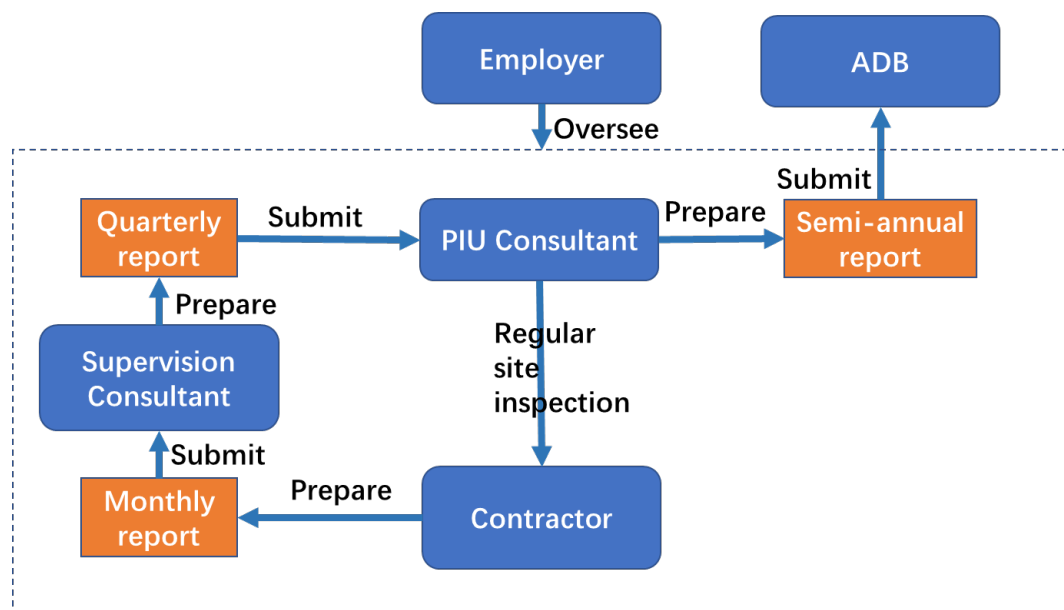 Employer
ADB
Oversee
Submit
Quarterly
report
Submit
PIU Consultant
Prepare
Semi-annual
report
Prepare
Supervision
Consultant
Regular
site
inspection
Submit
Monthly
report
Prepare
Contractor